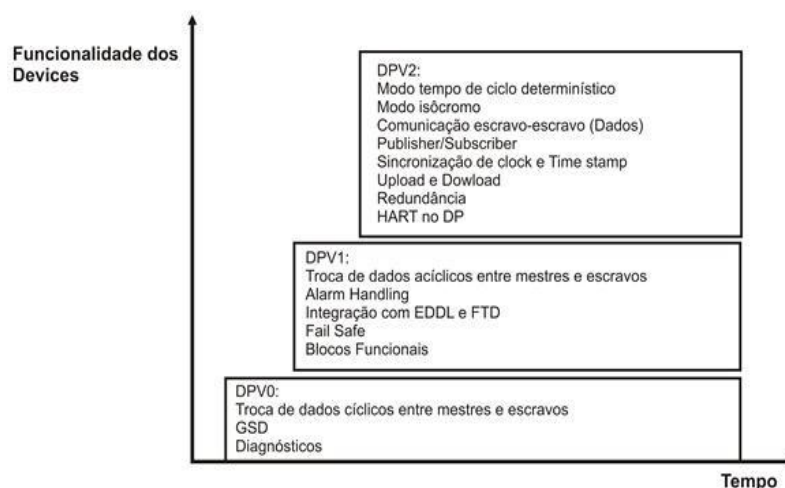 Funcionalidade dos
Devices
DPV2:
Modo tempo de ciclo determinístico
Modo isôcromo
Comunicação escravo-escravo (Dados)
Publisher/Subscriber
Sincronização de clock e Time stamp
Upload e Dowload
Redundância
HART no DP
DPV1:
Troca de dados acíclicos entre mestres e escravos
Alarm Handling
Integração com EDDL e FTD
Fail Safe
Blocos Funcionais
DPV0:
Troca de dados cíclicos entre mestres e escravos
GSD
Diagnósticos
Tempo